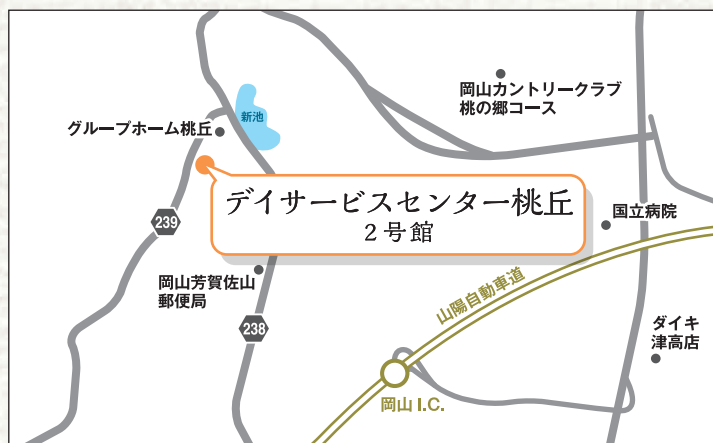 岡山カントリークラブ
桃の郷コース
新池
グループホーム桃丘
デイサービスセンター桃丘
2号館
国立病院
239
岡山芳賀佐山
郵便局
238
山陽自動車道
ダイキ
津高店
岡山 I.C.